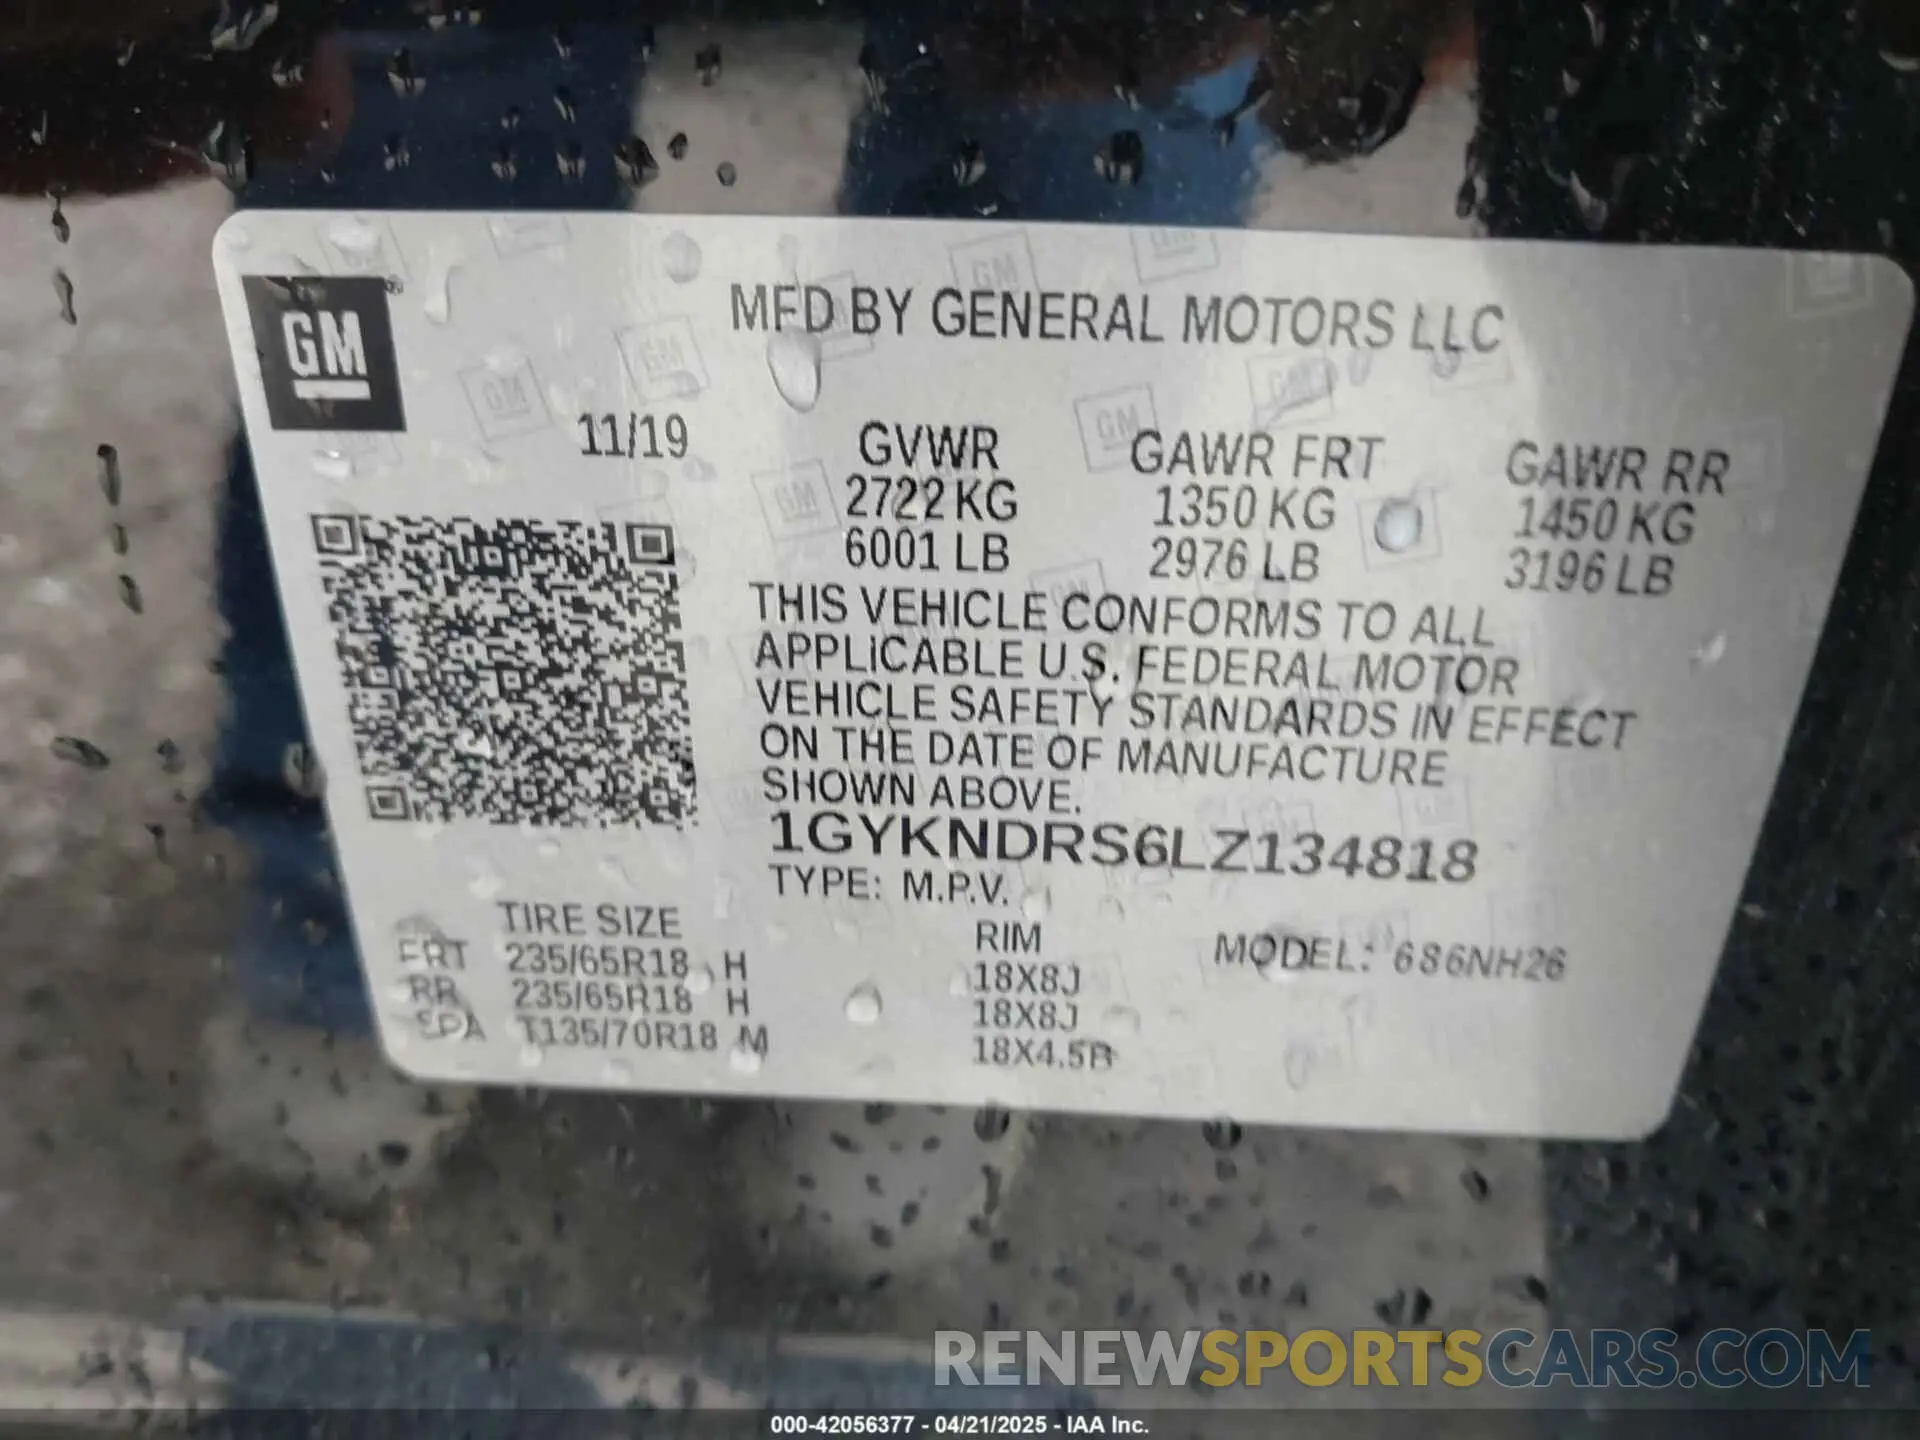 GM
MFD BY GENERAL MOTORS LLC
11/19
GVWR GAWR FRT GAWR RR
2722 KG 1350 KG 1450 KG
6001 LB 2976 LB 3196 LB
THIS VEHICLE CONFORMS TO ALL
APPLICABLE U.S. FEDERAL MOTOR
VEHICLE SAFETY STANDARDS IN EFFECT
ON THE DATE OF MANUFACTURE
SHOWN ABOVE.
1GYKNDRS6LZ134818
TYPE: M.P.V.
TIRE SIZE RIM MODEL: 686NH26
FRT 235/65R18 H 18X8J
RR 235/65R18 H 18X8J
SPA T135/70R18 M 18X4.5B
RENEWSPORTSCARS.COM
000-42056377 - 04/21/2025 - IAA Inc.